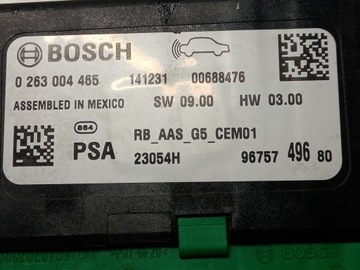 BOSCH
0 263 004 465 141231 00688476
ASSEMBLED IN MEXICO SW 09.00 HW 03.00
864 RB_AAS_G5_CEM01
PSA 23054H 96757 496 80